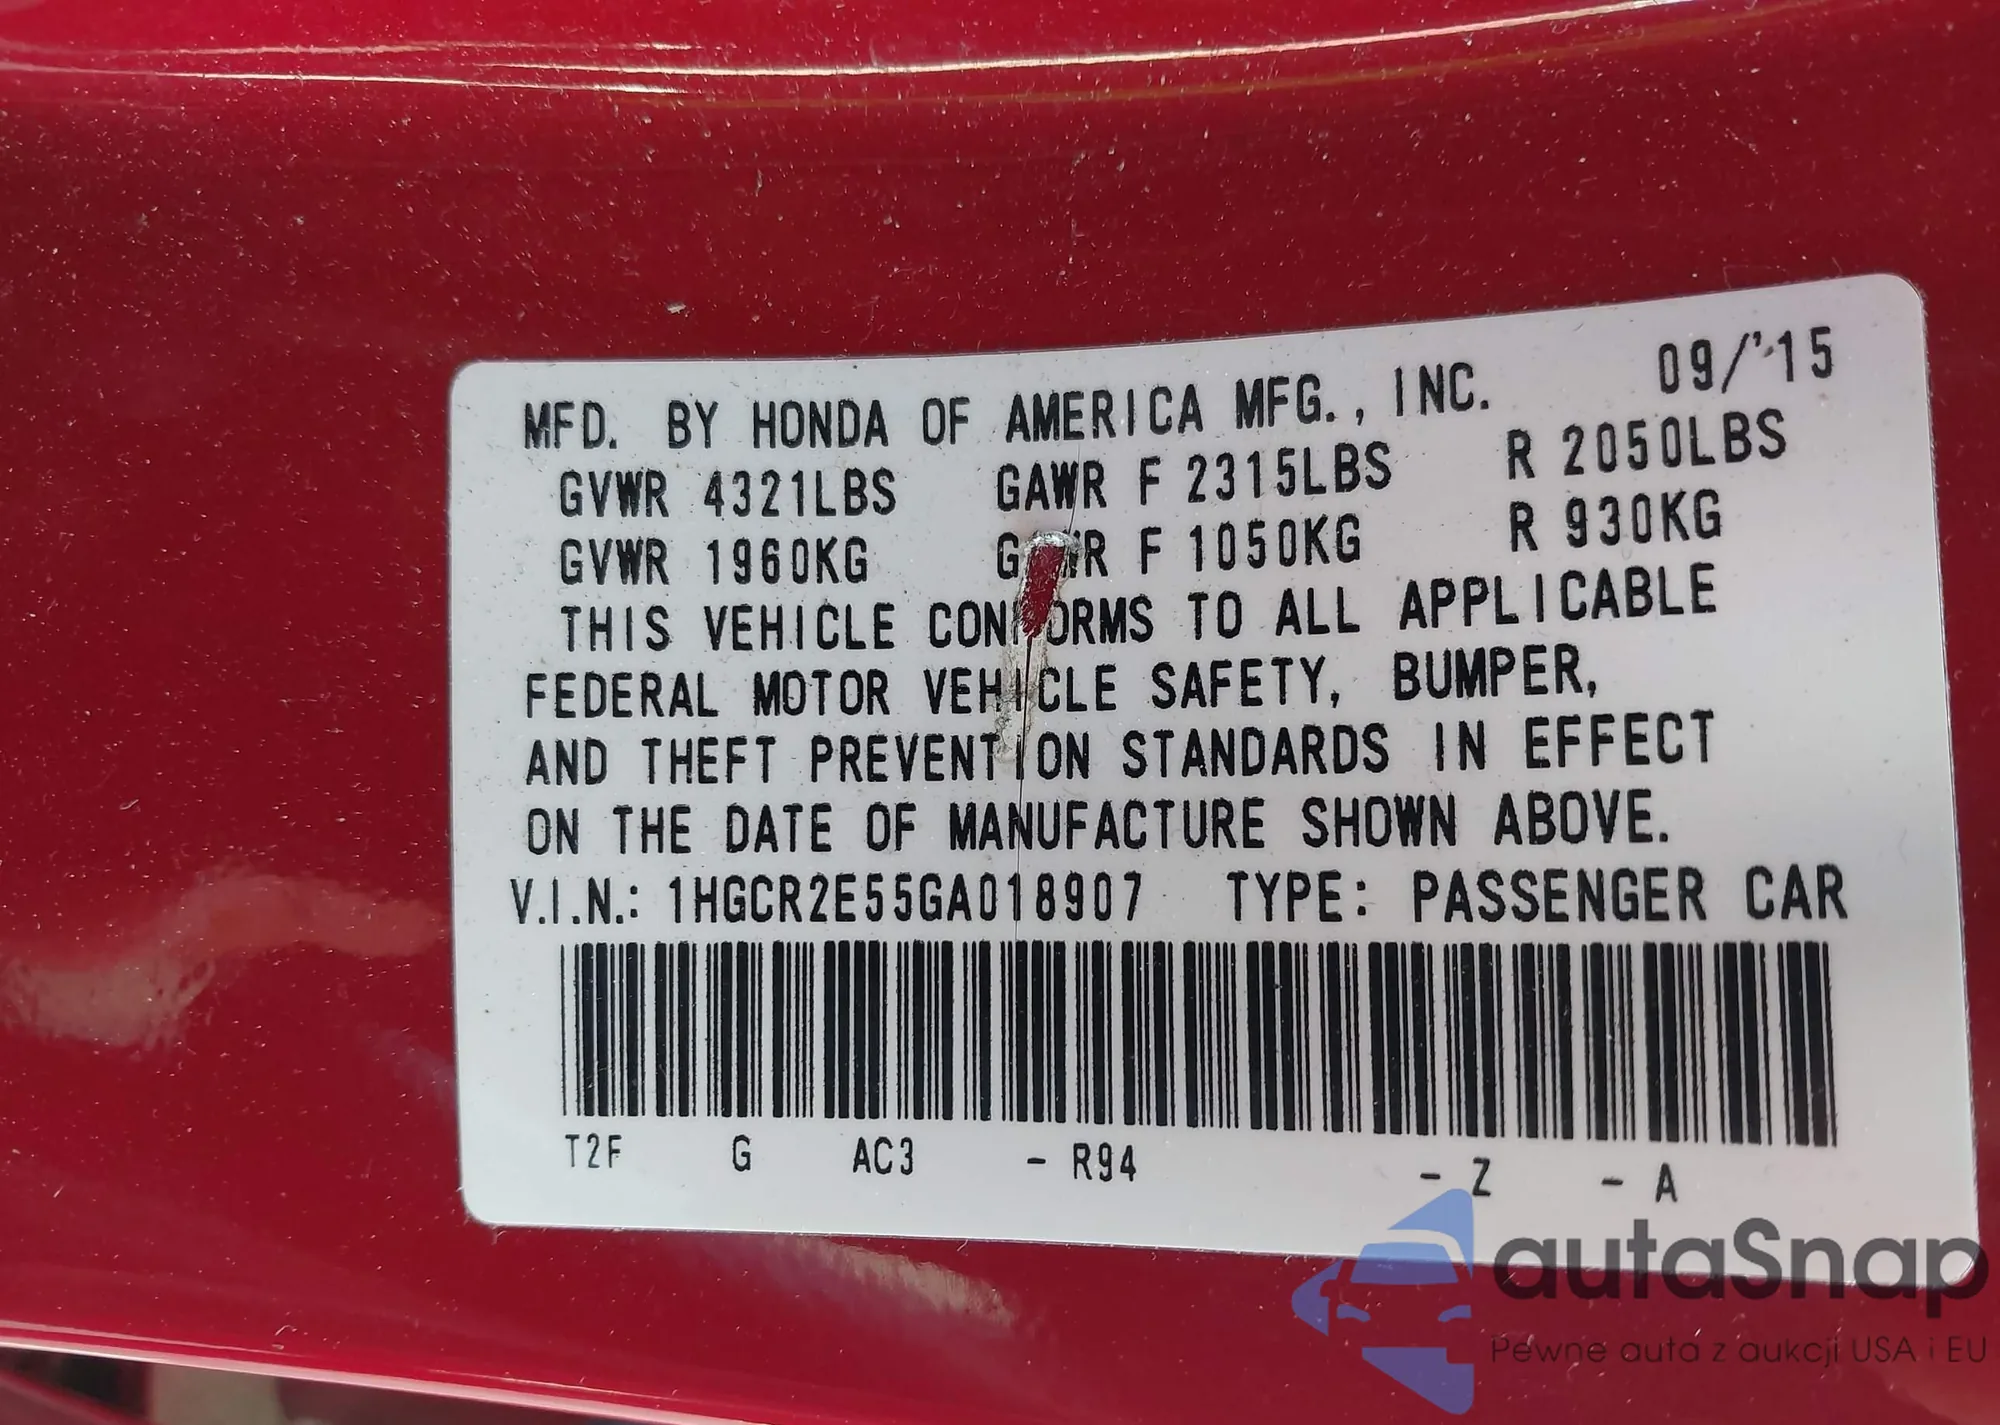 MFD. BY HONDA OF AMERICA MFG., INC. 09/'15
GVWR 4321LBS GAWR F 2315LBS R 2050LBS
GVWR 1960KG GAWR F 1050KG R 930KG
THIS VEHICLE CONFORMS TO ALL APPLICABLE
FEDERAL MOTOR VEHICLE SAFETY, BUMPER,
AND THEFT PREVENTION STANDARDS IN EFFECT
ON THE DATE OF MANUFACTURE SHOWN ABOVE.
V.I.N.: 1HGCR2E55GA018907 TYPE: PASSENGER CAR
T2F G AC3 - R94 - Z - A
autaSnap
Pewne auta z aukcji USA i EU